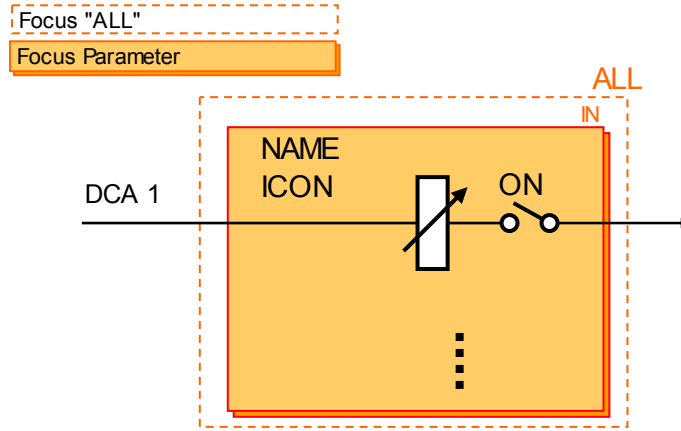 Focus "ALL"
Focus Parameter
ALL
IN
NAME
ICON
DCA 1
ON